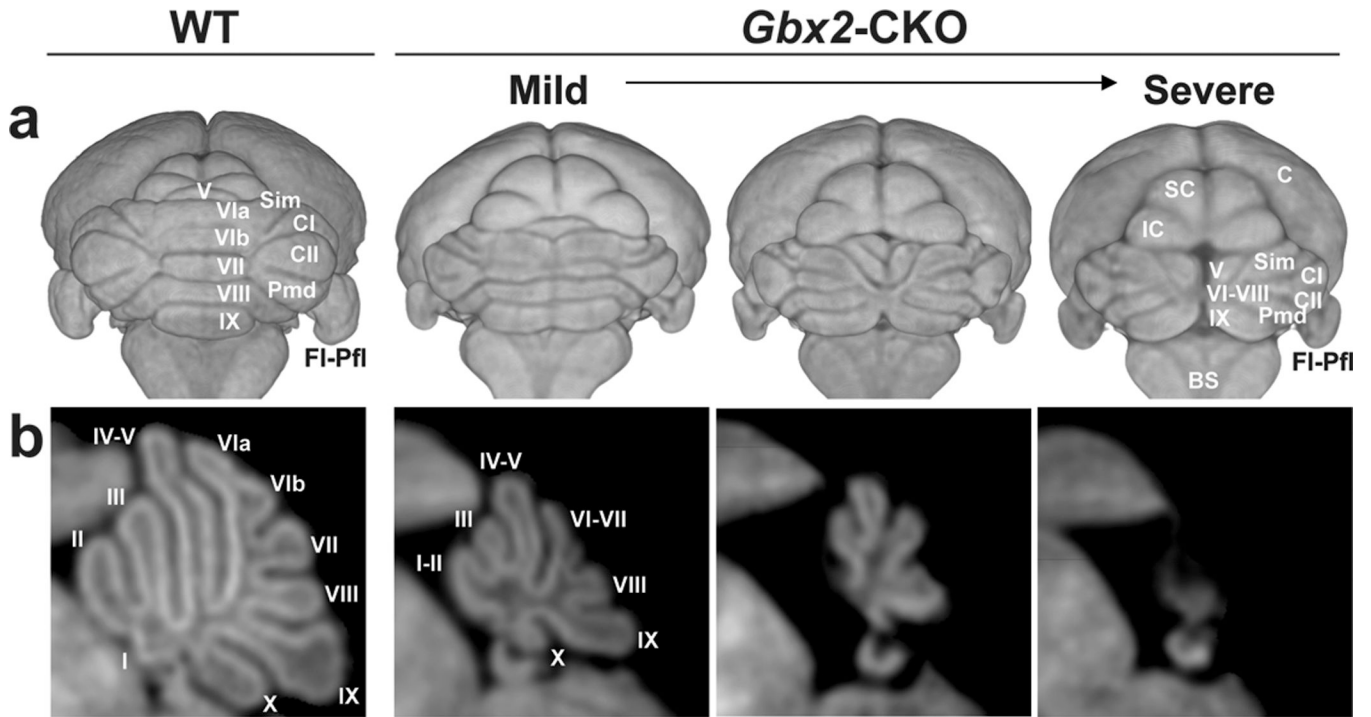 WT
Gbx2-CKO
Mild
Severe
a
V
Sim
VIa
CI
VIb
CII
VII
Pmd
VIII
IX
Fl-Pfl
C
SC
IC
Sim
V
CI
VI-VIII
CII
IX
Pmd
Fl-Pfl
BS
b
IV-V
VIa
VIb
III
II
VII
VIII
I
IX
X
IV-V
III
VI-VII
I-II
VIII
IX
X